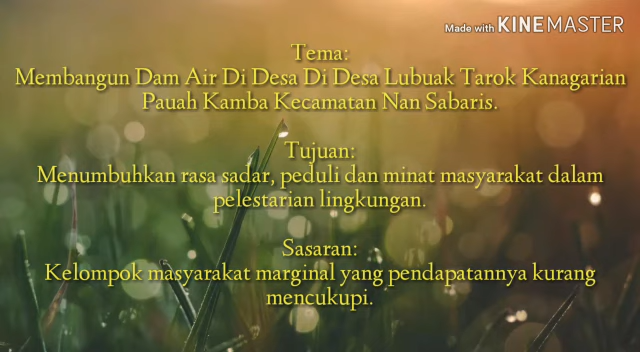 Made with KINEMASTER
Tema:
Membangun Dam Air Di Desa Di Desa Lubuak Tarok Kanagarian
Pauah Kamba Kecamatan Nan Sabaris.
Tujuan:
Menumbuhkan rasa sadar, peduli dan minat masyarakat dalam
pelestarian lingkungan.
Sasaran:
Kelompok masyarakat marginal yang pendapatannya kurang
mencukupi.